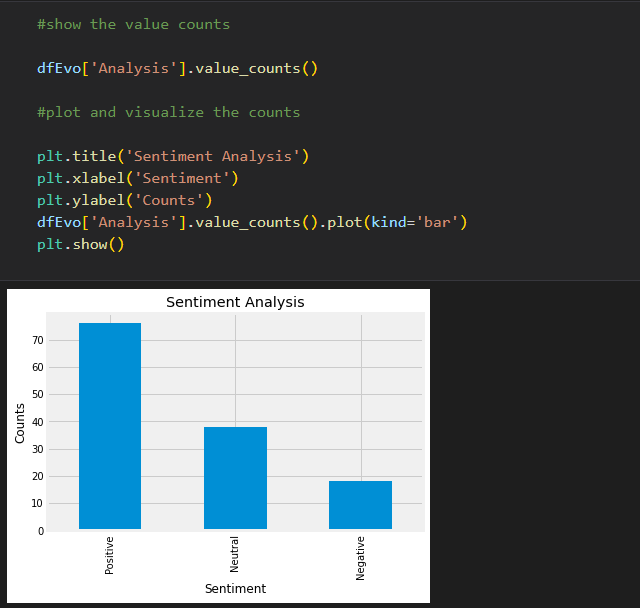 #show the value counts
dfEvo['Analysis'].value_counts()
#plot and visualize the counts
plt.title('Sentiment Analysis')
plt.xlabel('Sentiment')
plt.ylabel('Counts')
dfEvo['Analysis'].value_counts().plot(kind='bar')
plt.show()
Sentiment Analysis
70
60
50
40
30
20
10
0
Counts
Positive
Neutral
Negative
Sentiment